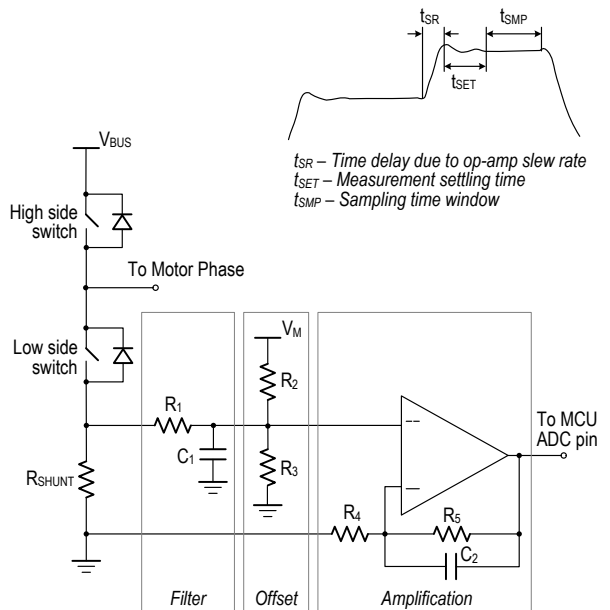 tSR
tSMP
tSET
tSR – Time delay due to op-amp slew rate
tSET – Measurement settling time
tSMP – Sampling time window
VBUS
High side
switch
To Motor Phase
Low side
switch
VM
R1
R2
C1
R3
RSHUNT
To MCU
ADC pin
R4
R5
C2
Filter
Offset
Amplification